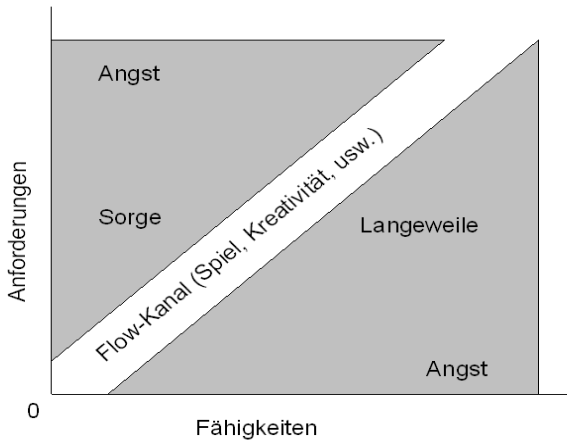 Angst
Sorge
Anforderungen
Flow-Kanal (Spiel, Kreativität, usw.)
Langeweile
Angst
0
Fähigkeiten